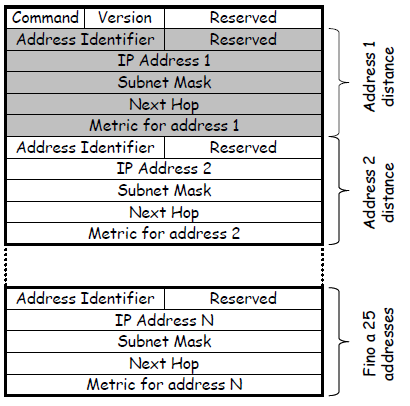 Command Version Reserved
Address Identifier Reserved
IP Address 1
Subnet Mask
Next Hop
Metric for address 1
Address 1
distance
Address Identifier Reserved
IP Address 2
Subnet Mask
Next Hop
Metric for address 2
Address 2
distance
Address Identifier Reserved
IP Address N
Subnet Mask
Next Hop
Metric for address N
Fino a 25
addresses